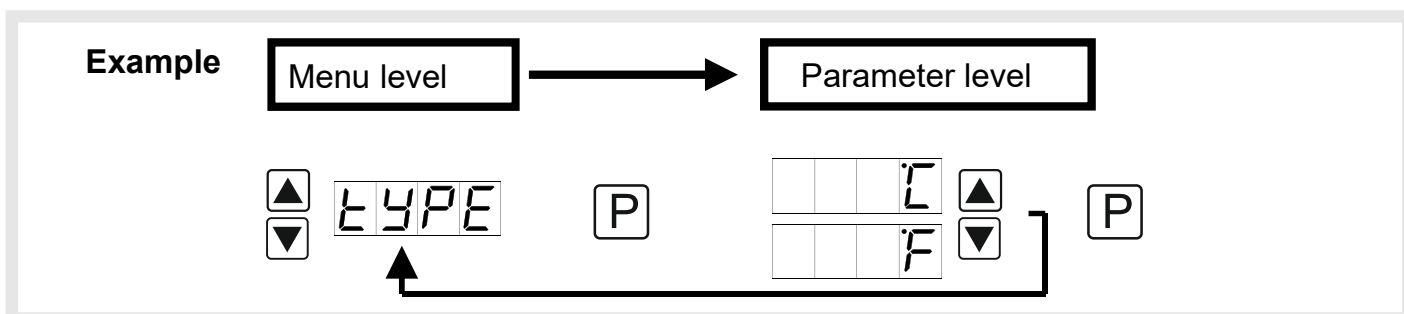 Example
Menu level
Parameter level
tYPE
P
°C
°F
P